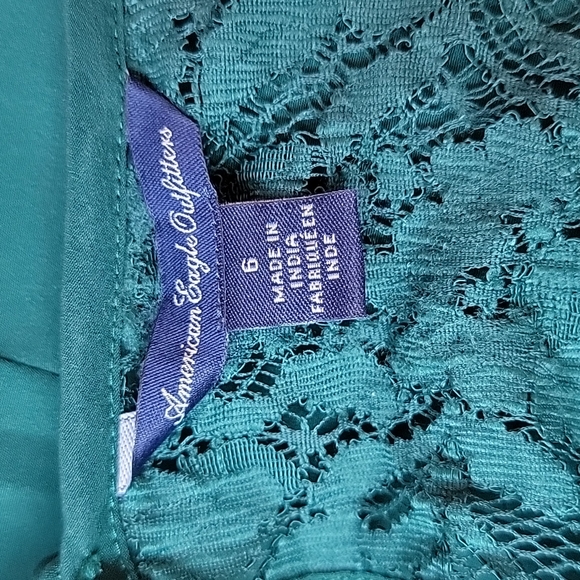 American Eagle Outfitters
6
MADE IN
INDIA
FABRIQUÉ EN
INDE